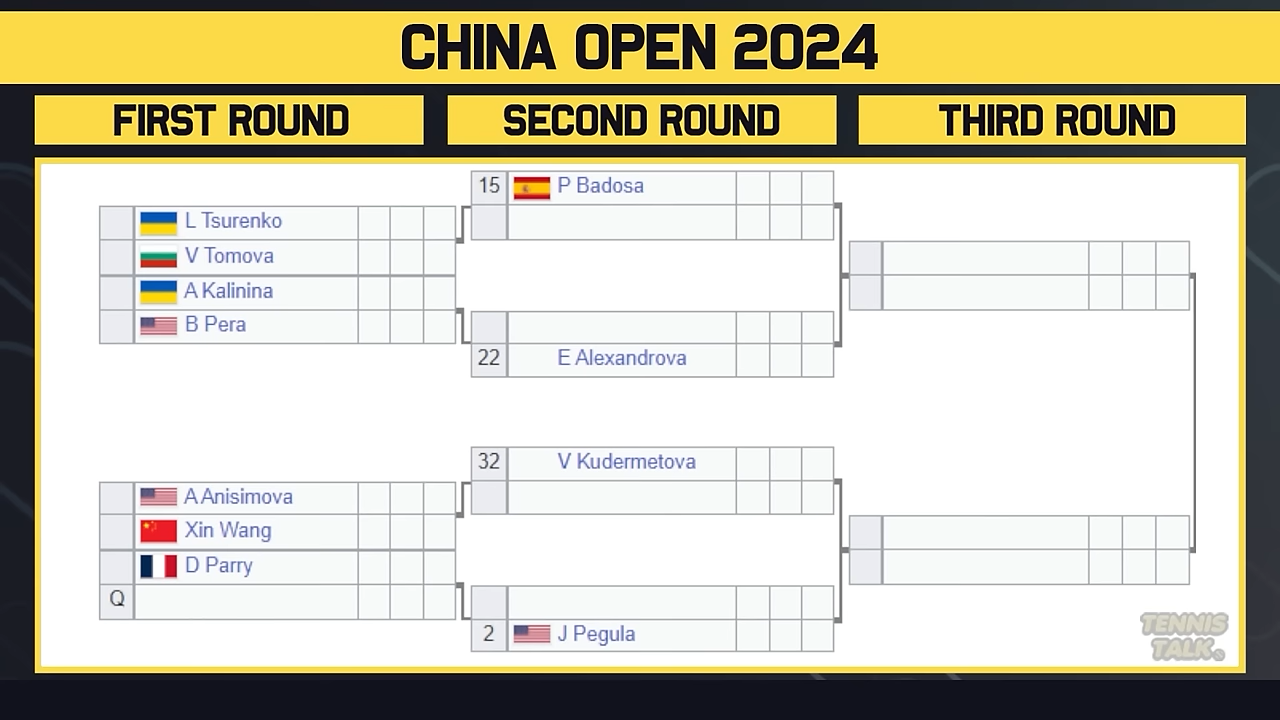 CHINA OPEN 2024
FIRST ROUND
SECOND ROUND
THIRD ROUND
15 P Badosa
L Tsurenko
V Tomova
A Kalinina
B Pera
22 E Alexandrova
32 V Kudermetova
A Anisimova
Xin Wang
D Parry
Q
2 J Pegula
TENNIS
TALK